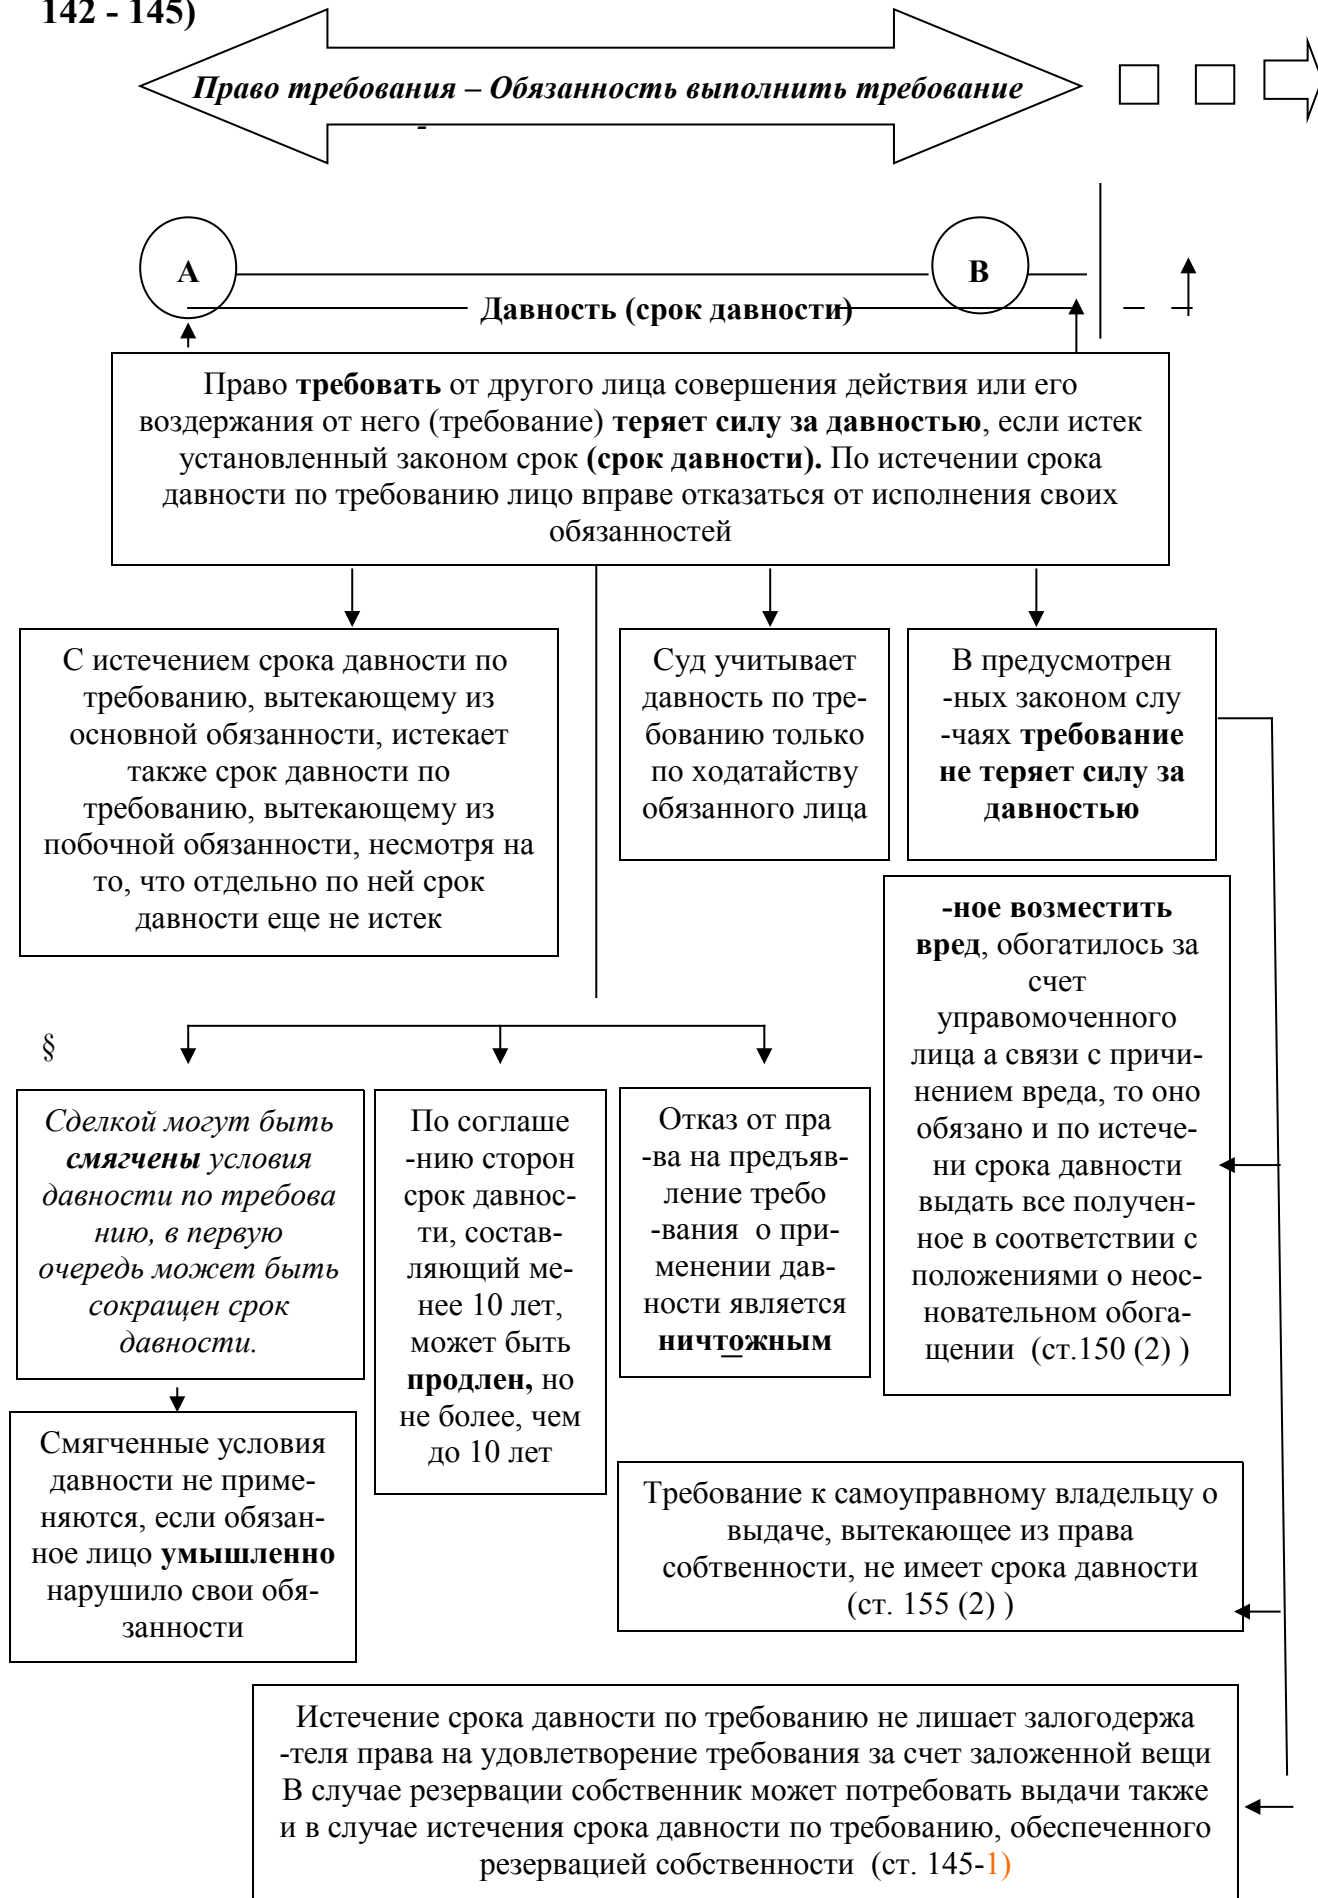 142 - 145)
Право требования – Обязанность выполнить требование
-
А
В
Давность (срок давности)
Право требовать от другого лица совершения действия или его
воздержания от него (требование) теряет силу за давностью, если истек
установленный законом срок (срок давности). По истечении срока
давности по требованию лицо вправе отказаться от исполнения своих
обязанностей
С истечением срока давности по
требованию, вытекающему из
основной обязанности, истекает
также срок давности по
требованию, вытекающему из
побочной обязанности, несмотря на
то, что отдельно по ней срок
давности еще не истек
Суд учитывает
давность по тре-
бованию только
по ходатайству
обязанного лица
В предусмотрен
-ных законом слу
-чаях требование
не теряет силу за
давностью
-ное возместить
вред, обогатилось за
счет
управомоченного
лица а связи с причи-
нением вреда, то оно
обязано и по истече-
ни срока давности
выдать все получен-
ное в соответствии с
положениями о неос-
новательном обога-
щении  (ст.150 (2) )
§
Сделкой могут быть
смягчены условия
давности по требова
нию, в первую
очередь может быть
сокращен срок
давности.
По соглаше
-нию сторон
срок давнос-
ти, состав-
ляющий ме-
нее 10 лет,
может быть
продлен, но
не более, чем
до 10 лет
Отказ от пра
-ва на предъяв-
ление требо
-вания  о при-
менении дав-
ности является
ничтожным
Смягченные условия
давности не приме-
няются, если обязан-
ное лицо умышленно
нарушило свои обя-
занности
Требование к самоуправному владельцу о
выдаче, вытекающее из права
собтвенности, не имеет срока давности
(ст. 155 (2) )
Истечение срока давности по требованию не лишает залогодержа
-теля права на удовлетворение требования за счет заложенной вещи
В случае резервации собственник может потребовать выдачи также
и в случае истечения срока давности по требованию, обеспеченного
резервацией собственности  (ст. 145-1)